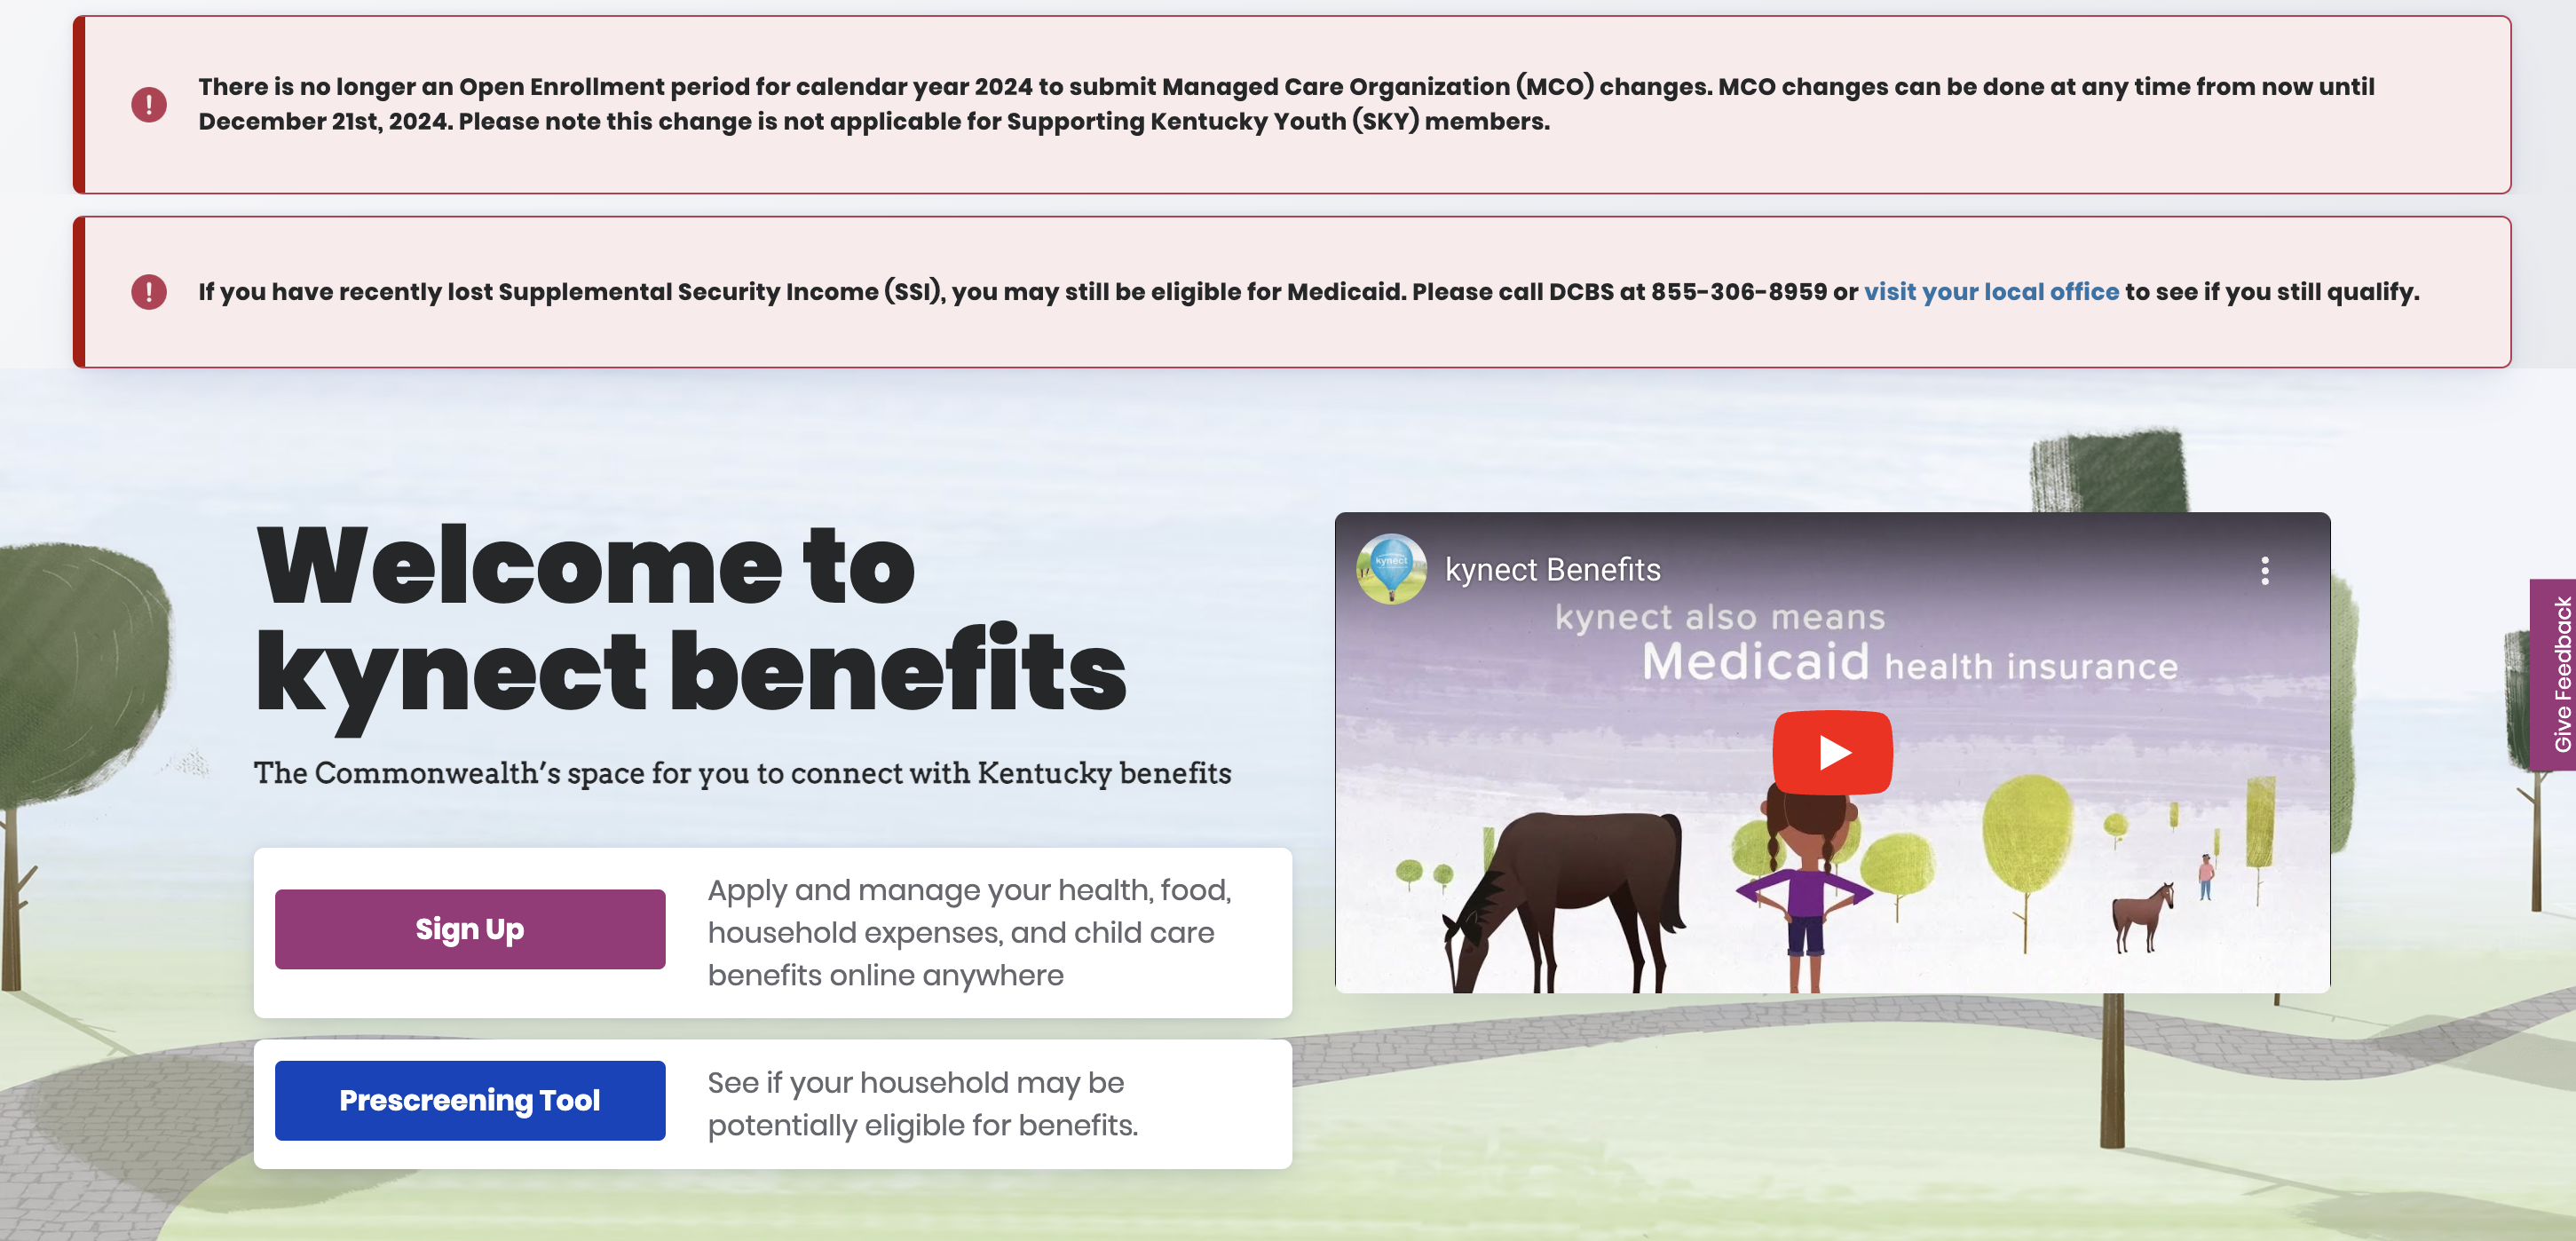 There is no longer an Open Enrollment period for calendar year 2024 to submit Managed Care Organization (MCO) changes. MCO changes can be done at any time from now until
December 21st, 2024. Please note this change is not applicable for Supporting Kentucky Youth (SKY) members.
If you have recently lost Supplemental Security Income (SSI), you may still be eligible for Medicaid. Please call DCBS at 855-306-8959 or visit your local office to see if you still qualify.
Welcome to
kynect benefits
The Commonwealth’s space for you to connect with Kentucky benefits
Sign Up
Apply and manage your health, food,
household expenses, and child care
benefits online anywhere
Prescreening Tool
See if your household may be
potentially eligible for benefits.
kynect
kynect Benefits
kynect also means
Medicaid health insurance
Give Feedback